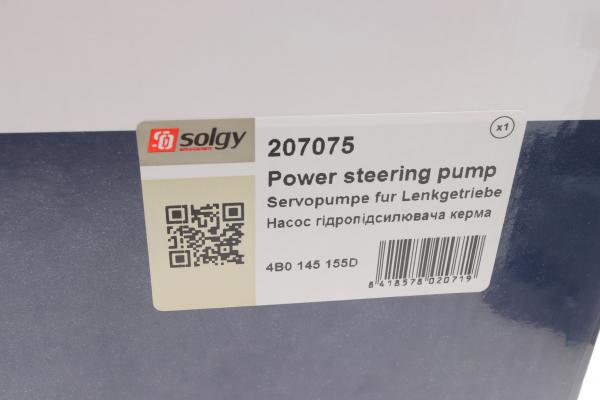 solgy
207075
x1
Power steering pump
Servopumpe fur Lenkgetriebe
Насос гідропідсилювача керма
4B0 145 155D
8 418578 020719